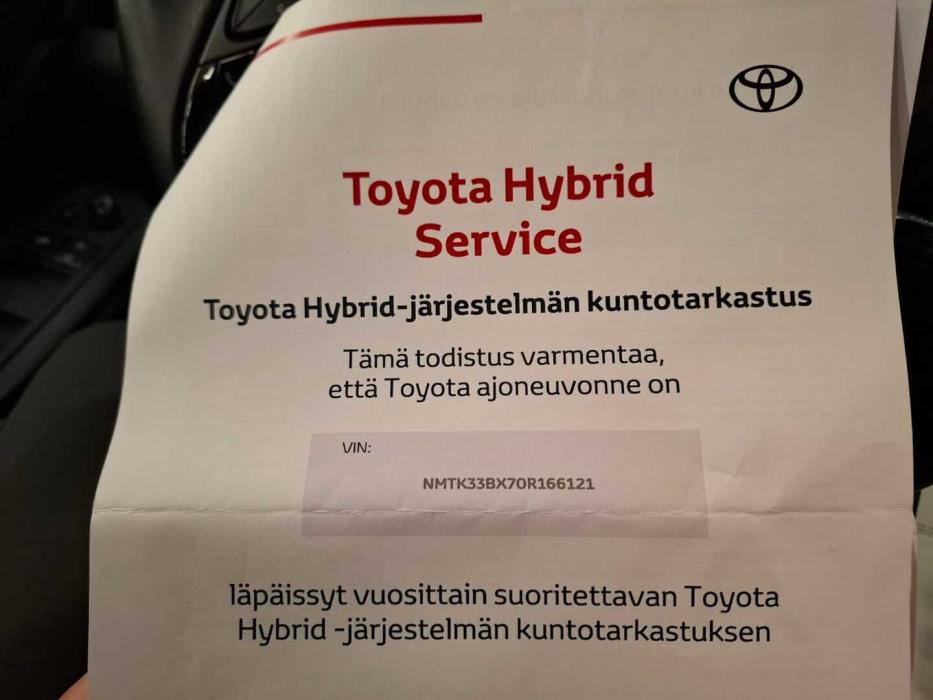 Toyota Hybrid
Service
Toyota Hybrid-järjestelmän kuntotarkastus
Tämä todistus varmentaa,
että Toyota ajoneuvonne on
VIN:
NMTK33BX70R166121
läpäissyt vuosittain suoritettavan Toyota
Hybrid -järjestelmän kuntotarkastuksen